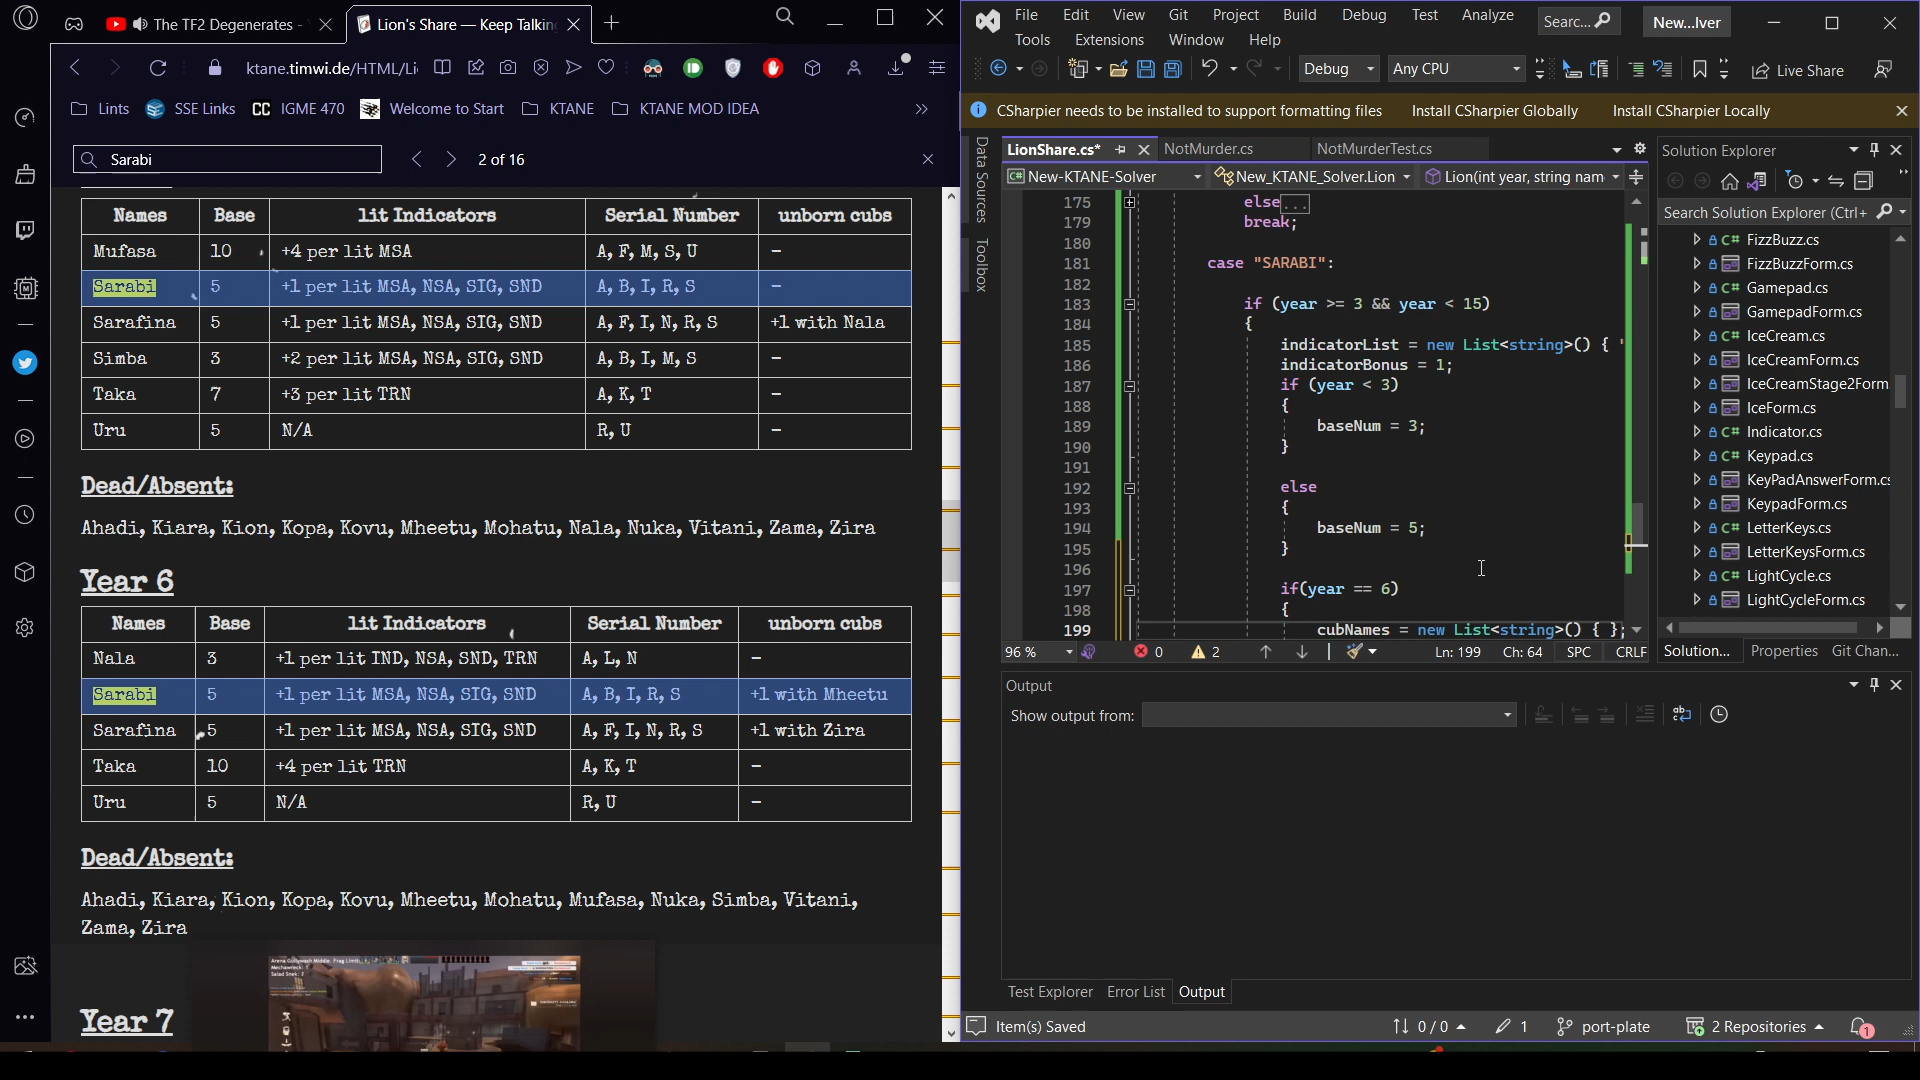 The TF2 Degenerates -
Lion's Share — Keep Talkin
ktane.timwi.de/HTML/Li
Lints
SSE Links
CC IGME 470
Welcome to Start
KTANE
KTANE MOD IDEA
Sarabi
2 of 16
Names Base lit Indicators Serial Number unborn cubs
Mufasa 10 +4 per lit MSA A, F, M, S, U –
Sarabi 5 +1 per lit MSA, NSA, SIG, SND A, B, I, R, S –
Sarafina 5 +1 per lit MSA, NSA, SIG, SND A, F, I, N, R, S +1 with Nala
Simba 3 +2 per lit MSA, NSA, SIG, SND A, B, I, M, S –
Taka 7 +3 per lit TRN A, K, T –
Uru 5 N/A R, U –
Dead/Absent:
Ahadi, Kiara, Kion, Kopa, Kovu, Mheetu, Mohatu, Nala, Nuka, Vitani, Zama, Zira
Year 6
Names Base lit Indicators Serial Number unborn cubs
Nala 3 +1 per lit IND, NSA, SND, TRN A, L, N –
Sarabi 5 +1 per lit MSA, NSA, SIG, SND A, B, I, R, S +1 with Mheetu
Sarafina 5 +1 per lit MSA, NSA, SIG, SND A, F, I, N, R, S +1 with Zira
Taka 10 +4 per lit TRN A, K, T –
Uru 5 N/A R, U –
Dead/Absent:
Ahadi, Kiara, Kion, Kopa, Kovu, Mheetu, Mohatu, Mufasa, Nuka, Simba, Vitani,
Zama, Zira
Year 7
File Edit View Git Project Build Debug Test Analyze
Tools Extensions Window Help
Searc...
New...lver
Debug
Any CPU
Live Share
CSharpier needs to be installed to support formatting files
Install CSharpier Globally
Install CSharpier Locally
Data Sources
Toolbox
LionShare.cs*
NotMurder.cs
NotMurderTest.cs
New-KTANE-Solver
New_KTANE_Solver.Lion
Lion(int year, string nam
175 else...
179 break;
180
181 case "SARABI":
182
183 if (year >= 3 && year < 15)
184 {
185 indicatorList = new List<string>() { "
186 indicatorBonus = 1;
187 if (year < 3)
188 {
189 baseNum = 3;
190 }
191
192 else
193 {
194 baseNum = 5;
195 }
196
197 if(year == 6)
198 {
199 cubNames = new List<string>() { };
96 %
0
2
Ln: 199 Ch: 64 SPC CRLF
Solution Explorer
Search Solution Explorer (Ctrl+
FizzBuzz.cs
FizzBuzzForm.cs
Gamepad.cs
GamepadForm.cs
IceCream.cs
IceCreamForm.cs
IceCreamStage2Form
IceForm.cs
Indicator.cs
Keypad.cs
KeyPadAnswerForm.cs
KeypadForm.cs
LetterKeys.cs
LetterKeysForm.cs
LightCycle.cs
LightCycleForm.cs
Solution... Properties Git Chan...
Output
Show output from:
Test Explorer Error List Output
Item(s) Saved
0 / 0
1
port-plate
2 Repositories
1